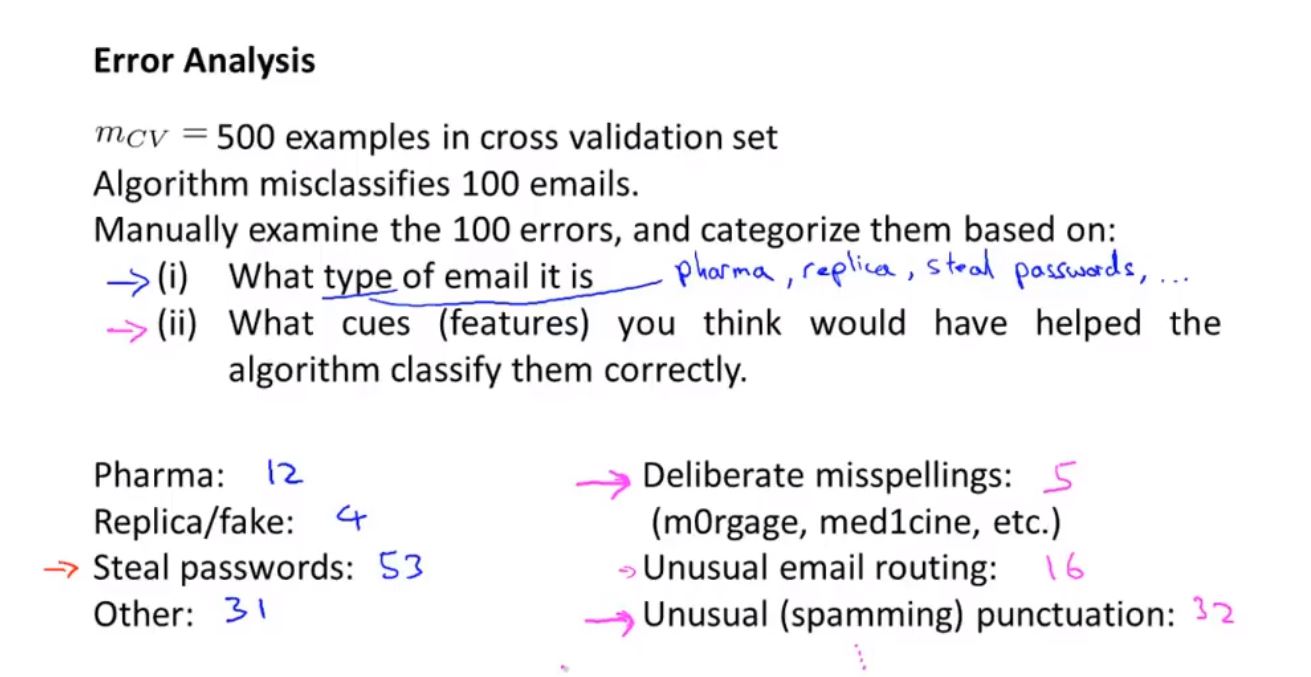 Error Analysis
m_CV = 500 examples in cross validation set
Algorithm misclassifies 100 emails.
Manually examine the 100 errors, and categorize them based on:
→ (i) What type of email it is pharma, replica, steal passwords, ...
→ (ii) What cues (features) you think would have helped the
algorithm classify them correctly.
Pharma: 12
Replica/fake: 4
→ Steal passwords: 53
Other: 31
→ Deliberate misspellings: 5
(m0rgage, med1cine, etc.)
→ Unusual email routing: 16
→ Unusual (spamming) punctuation: 32